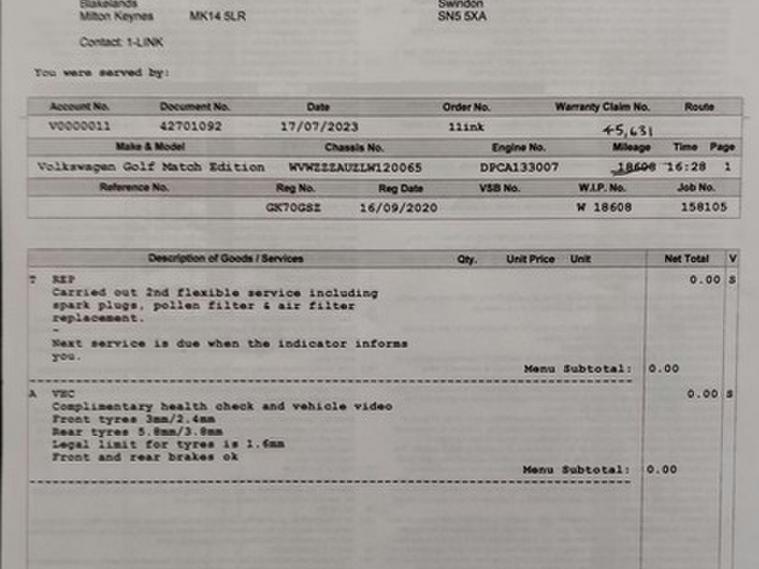 Blakelands Swindon
Milton Keynes MK14 5LR SN5 5XA
Contact: 1-LINK
You were served by:
Account No. Document No. Date Order No. Warranty Claim No. Route
V0000011 42701092 17/07/2023 1link 45,631
Make & Model Chassis No. Engine No. Mileage Time Page
Volkswagen Golf Match Edition WVWZZZAUZLW120065 DPCA133007 18608 16:28 1
Reference No. Reg No. Reg Date VSB No. W.I.P. No. Job No.
GK70GSZ 16/09/2020 W 18608 158105
Description of Goods / Services Qty. Unit Price Unit Net Total V
T REP 0.00 S
Carried out 2nd flexible service including
spark plugs, pollen filter & air filter
replacement.
-
Next service is due when the indicator informs
you.
Menu Subtotal: 0.00
A VHC 0.00 S
Complimentary health check and vehicle video
Front tyres 3mm/2.4mm
Rear tyres 5.8mm/3.8mm
Legal limit for tyres is 1.6mm
Front and rear brakes ok
Menu Subtotal: 0.00